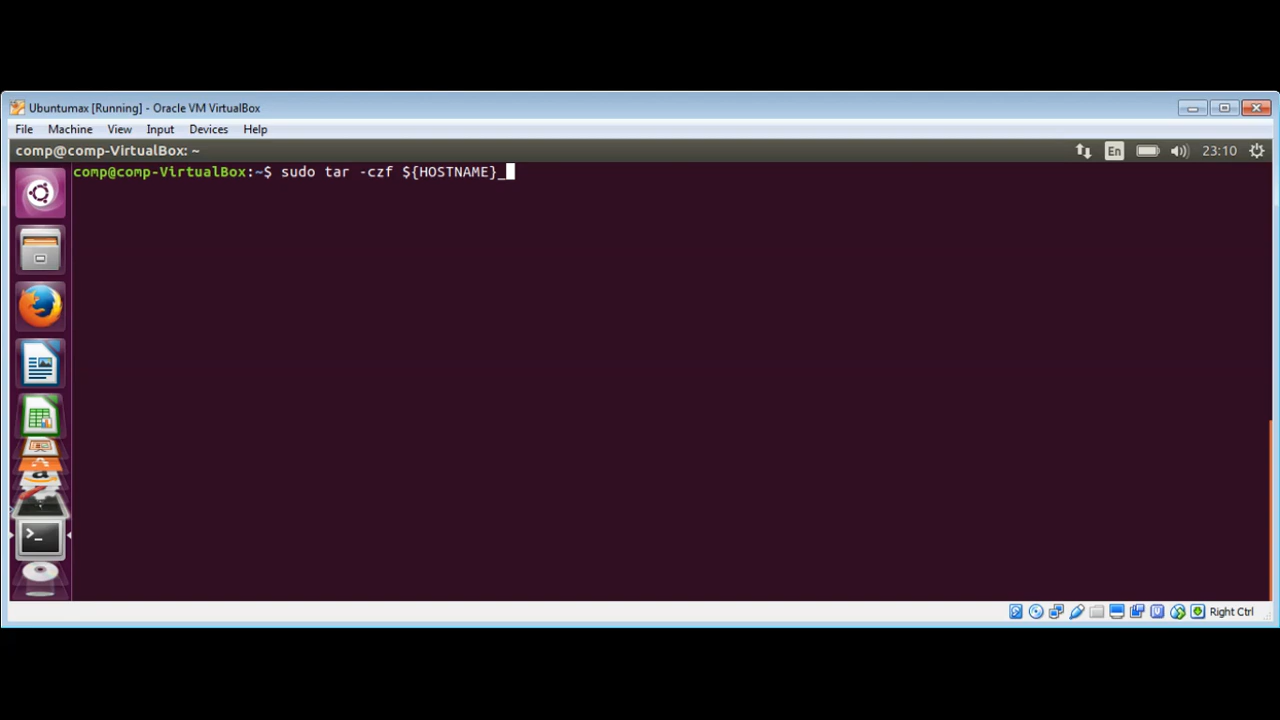 Ubuntumax [Running] - Oracle VM VirtualBox
File Machine View Input Devices Help
comp@comp-VirtualBox: ~ En 23:10
comp@comp-VirtualBox:~$ sudo tar -czf ${HOSTNAME}_
Right Ctrl